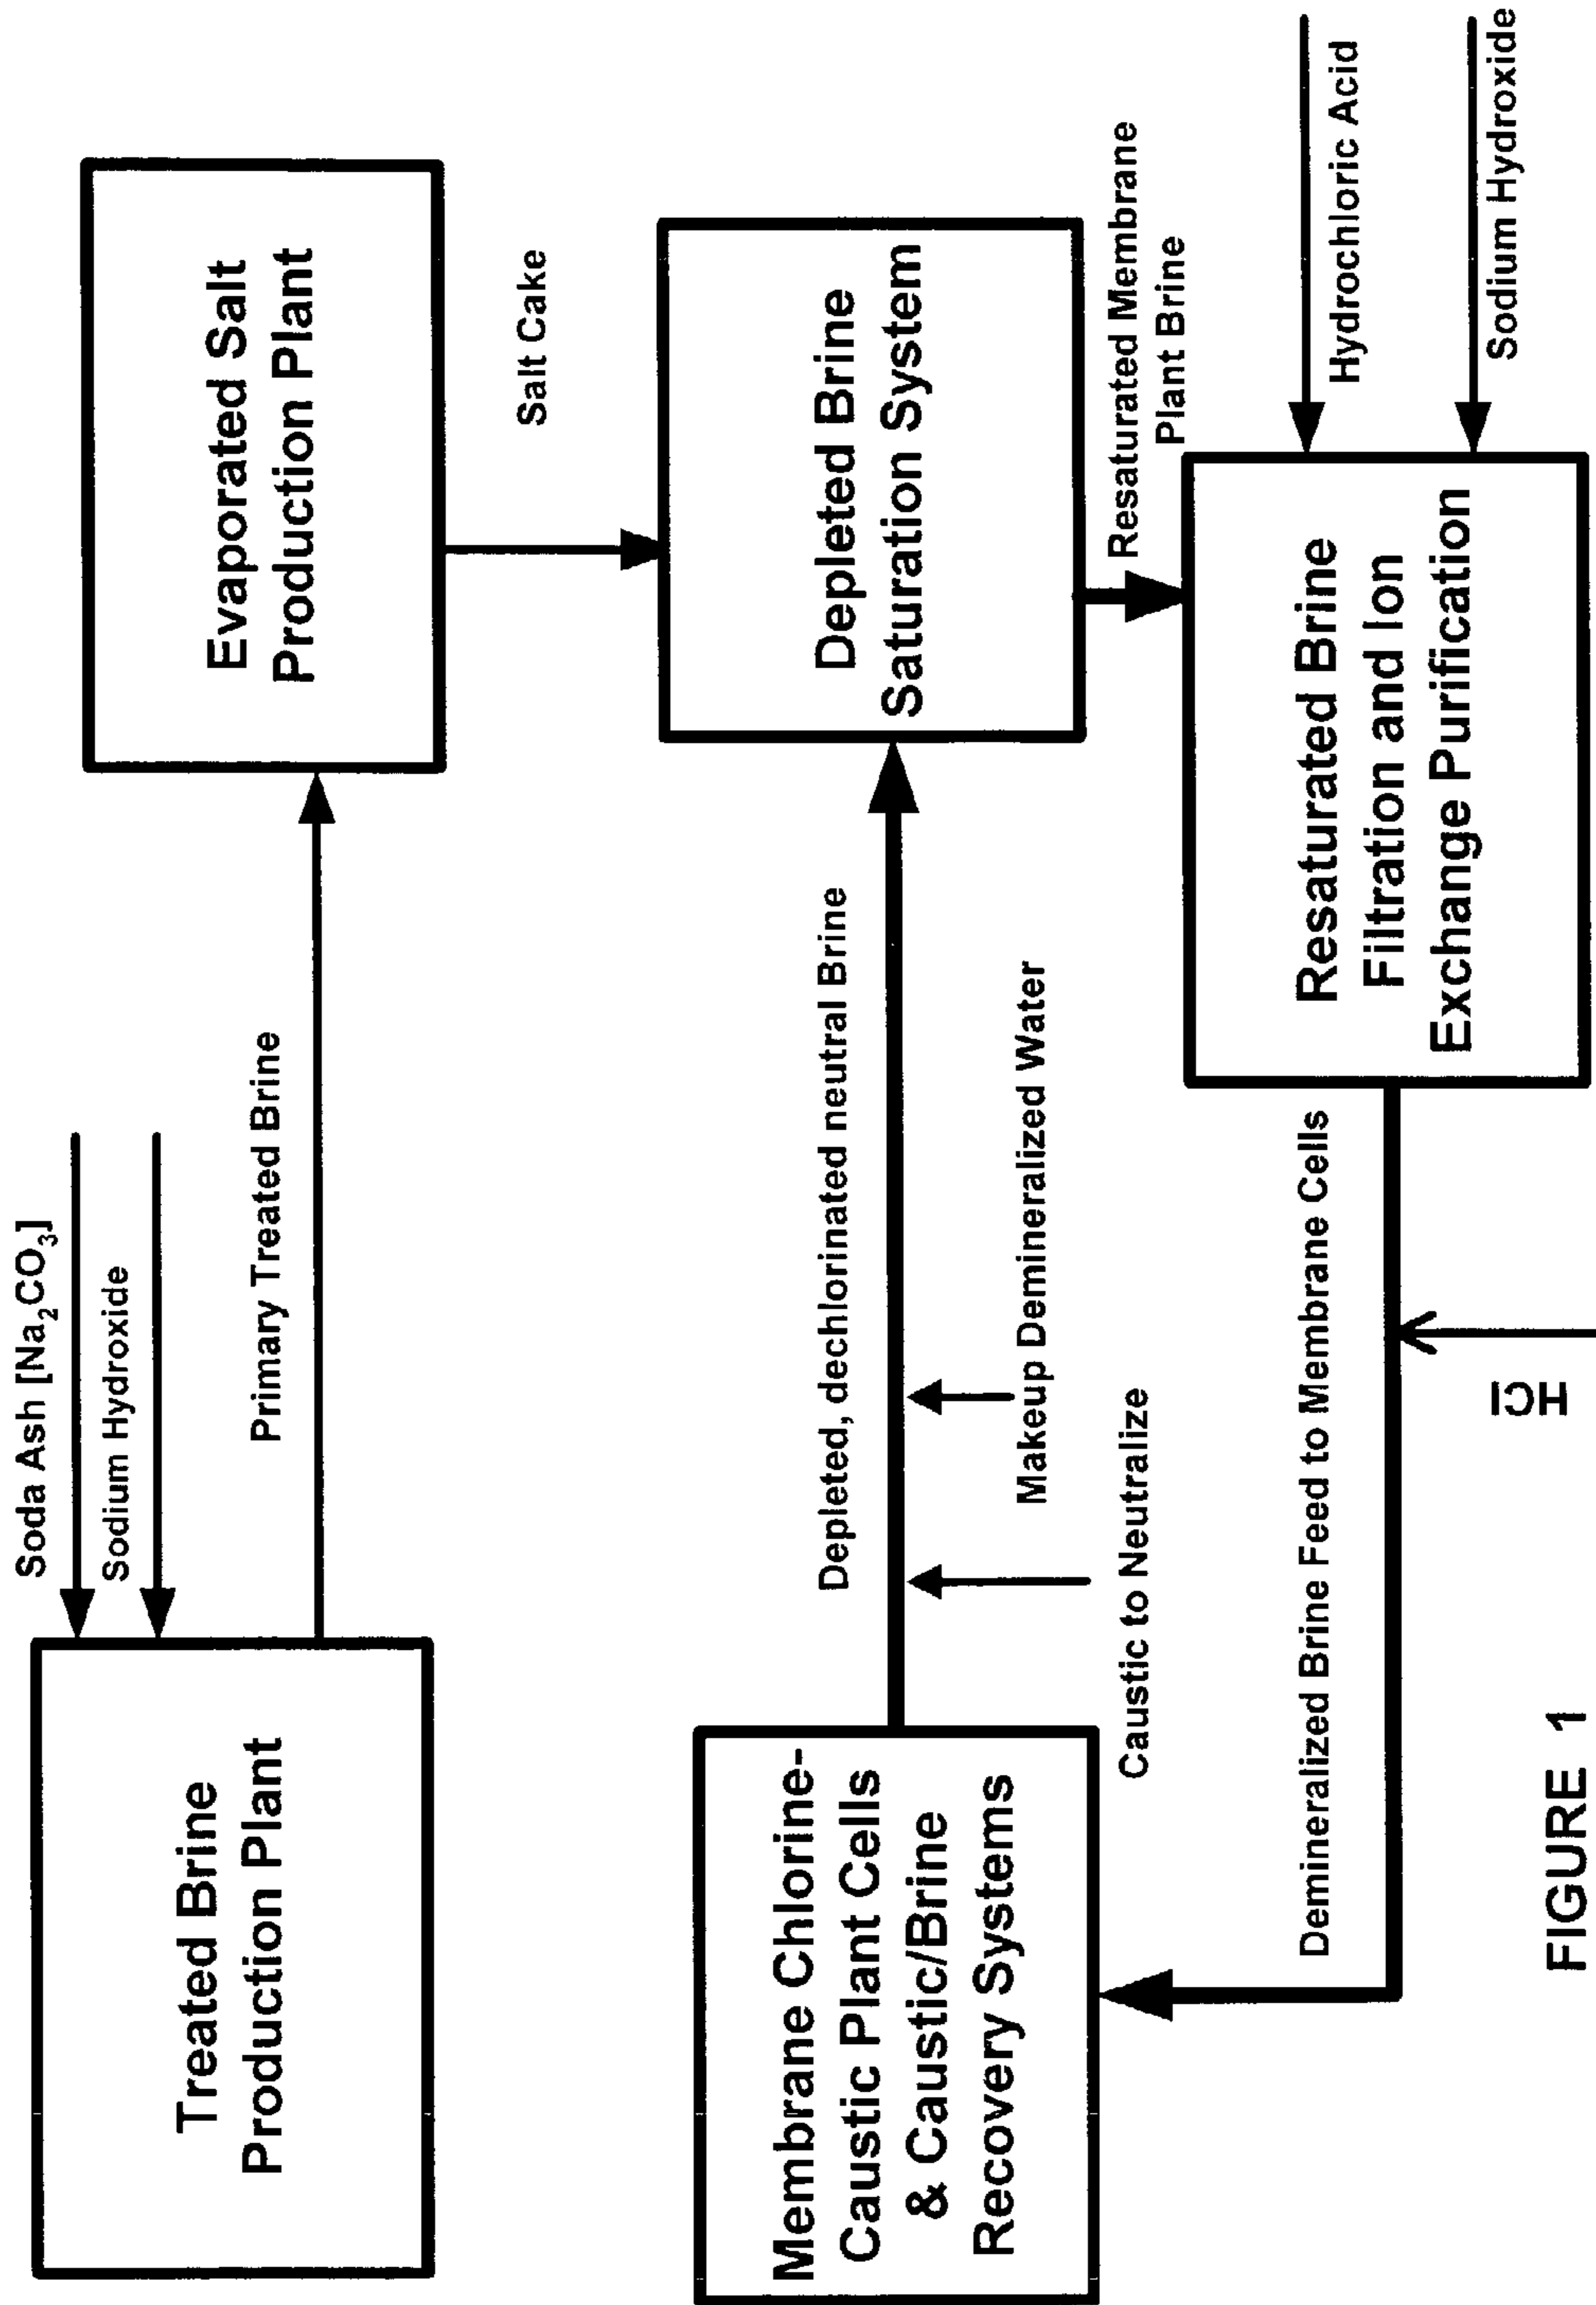 Soda Ash [Na₂CO₃]
Sodium Hydroxide
Treated Brine
Production Plant
Primary Treated Brine
Evaporated Salt
Production Plant
Salt Cake
Membrane Chlorine-
Caustic Plant Cells
& Caustic/Brine
Recovery Systems
Depleted, dechlorinated neutral Brine
Makeup Demineralized Water
Caustic to Neutralize
Depleted Brine
Saturation System
Resaturated Membrane
Plant Brine
Resaturated Brine
Filtration and Ion
Exchange Purification
Hydrochloric Acid
Sodium Hydroxide
Demineralized Brine Feed to Membrane Cells
HCl
FIGURE 1